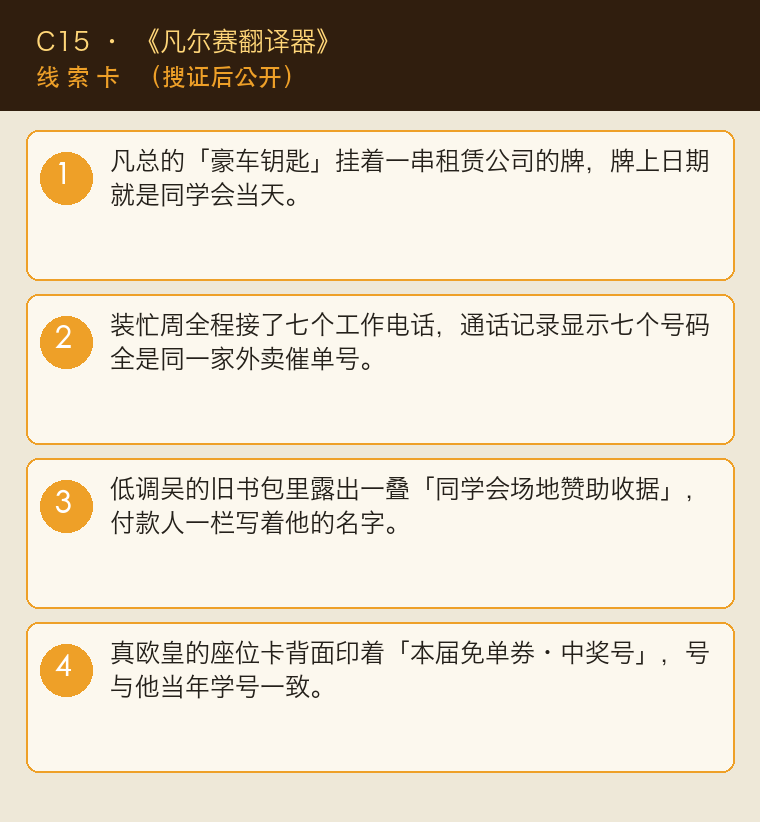 C15 · 《凡尔赛翻译器》
线索卡 （搜证后公开）
1
凡总的「豪车钥匙」挂着一串租赁公司的牌，牌上日期
就是同学会当天。
2
装忙周全程接了七个工作电话，通话记录显示七个号码
全是同一家外卖催单号。
3
低调吴的旧书包里露出一叠「同学会场地赞助收据」，
付款人一栏写着他的名字。
4
真欧皇的座位卡背面印着「本届免单券·中奖号」，号
与他当年学号一致。